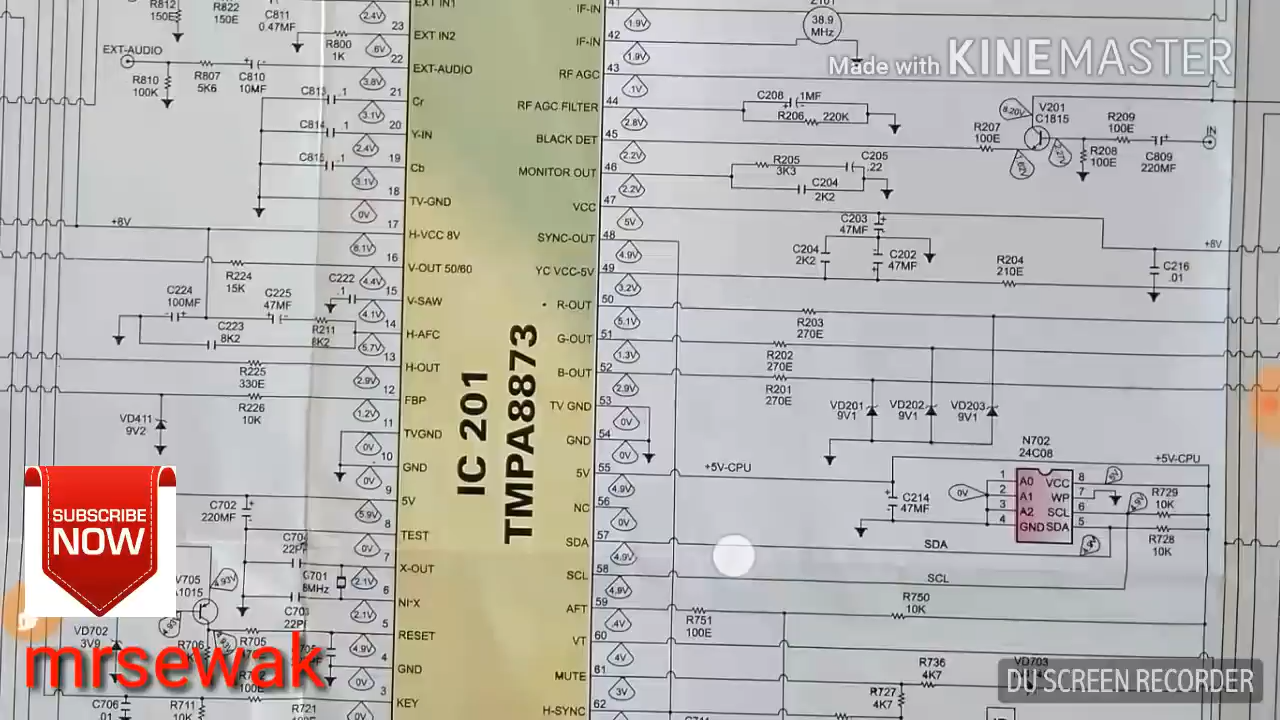 R812
150E
R822
150E
C811
0.47MF
2.4V
EXT IN1
23
EXT IN2
R800
1K
.6V
22
EXT-AUDIO
EXT-AUDIO
R810
100K
R807
5K6
C810
10MF
3.8V
21
Cr
C813 .1
3.1V
20
Y-IN
C814 .1
2.4V
19
Cb
C815 .1
3.1V
18
TV-GND
0V
17
+8V
H-VCC 8V
8.1V
16
V-OUT 50/60
R224
15K
C222
.1
4.4V
15
V-SAW
C224
100MF
C225
47MF
4.1V
14
H-AFC
C223
8K2
R211
8K2
5.7V
13
H-OUT
R225
330E
2.9V
12
FBP
R226
10K
1.2V
11
VD411
9V2
TVGND
0V
10
GND
0V
9
5V
C702
220MF
5.9V
8
TEST
0V
7
X-OUT
C704
22PF
C701
8MHz
2.1V
6
NI'X
C703
22PF
2.1V
5
RESET
V705
A1015
4.93V
R706
R705
VD702
3V9
4.9V
4
GND
0V
3
KEY
100E
C706
.01
R711
10K
R721
0V
IC 201
TMPA8873
41
IF-IN
1.9V
Z101
38.9
MHz
42
IF-IN
1.9V
43
RF AGC
.1V
44
RF AGC FILTER
C208 1MF
R206 220K
2.8V
45
BLACK DET
2.2V
46
MONITOR OUT
R205
3K3
C205
.22
C204
2K2
2.2V
47
VCC
5V
R207
100E
8.20V
V201
C1815
R209
100E
R208
100E
C809
220MF
IN
48
SYNC-OUT
C203
47MF
C204
2K2
C202
47MF
+8V
4.9V
49
YC VCC-5V
R204
210E
C216
.01
3.2V
50
R-OUT
R203
270E
5.1V
51
G-OUT
R202
270E
1.3V
52
B-OUT
R201
270E
2.9V
53
TV GND
VD201
9V1
VD202
9V1
VD203
9V1
0V
54
GND
0V
55
5V
+5V-CPU
4.9V
56
NC
C214
47MF
0V
N702
24C08
+5V-CPU
1
2
3
4
A0
A1
A2
GND
VCC
WP
SCL
SDA
8
7
6
5
0V
R729
10K
R728
10K
57
SDA
SDA
4.9V
58
SCL
SCL
4.9V
59
AFT
R751
100E
R750
10K
.4V
60
VT
4V
61
MUTE
R736
4K7
VD703
3V
62
H-SYNC
R727
4K7
Made with KINEMASTER
SUBSCRIBE
NOW
mrsewak
DU SCREEN RECORDER